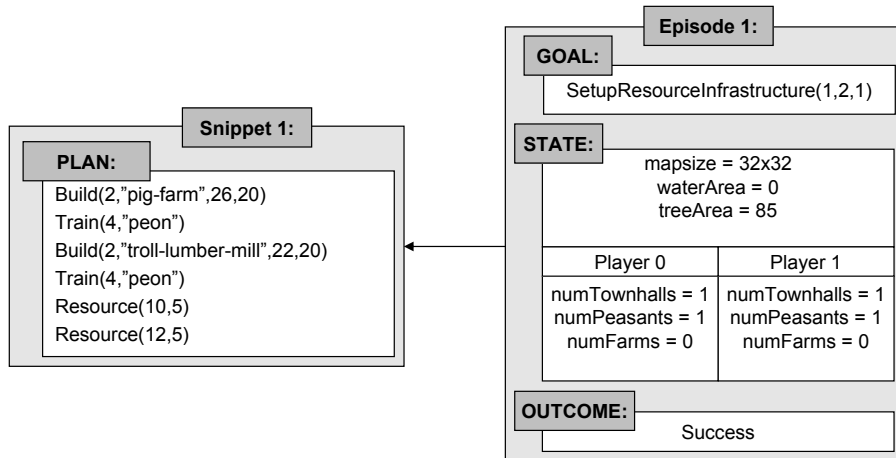 Snippet 1:
PLAN:
Build(2,”pig-farm”,26,20)
Train(4,”peon”)
Build(2,”troll-lumber-mill”,22,20)
Train(4,”peon”)
Resource(10,5)
Resource(12,5)
Episode 1:
GOAL:
SetupResourceInfrastructure(1,2,1)
STATE:
mapsize = 32x32
waterArea = 0
treeArea = 85
Player 0
numTownhalls = 1
numPeasants = 1
numFarms = 0
Player 1
numTownhalls = 1
numPeasants = 1
numFarms = 0
OUTCOME:
Success